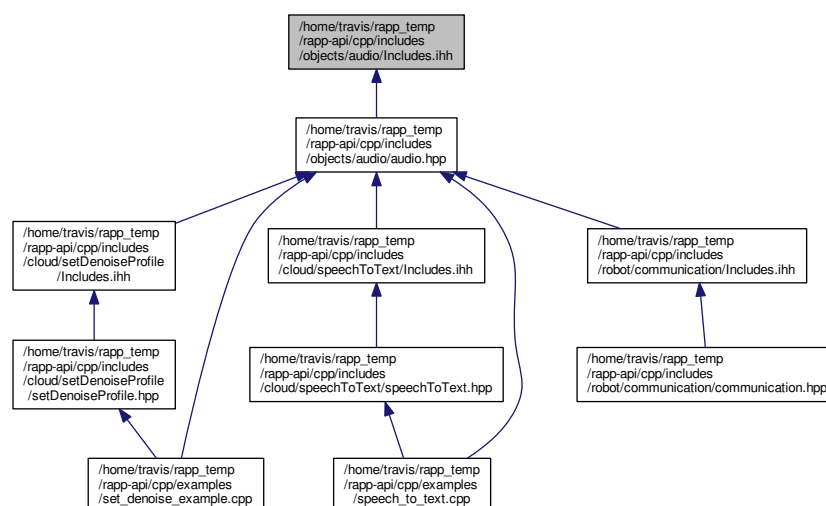 /home/travis/rapp_temp
/rapp-api/cpp/includes
/objects/audio/Includes.ihh
/home/travis/rapp_temp
/rapp-api/cpp/includes
/objects/audio/audio.hpp
/home/travis/rapp_temp
/rapp-api/cpp/includes
/cloud/setDenoiseProfile
/Includes.ihh
/home/travis/rapp_temp
/rapp-api/cpp/includes
/cloud/speechToText/Includes.ihh
/home/travis/rapp_temp
/rapp-api/cpp/includes
/robot/communication/Includes.ihh
/home/travis/rapp_temp
/rapp-api/cpp/includes
/cloud/setDenoiseProfile
/setDenoiseProfile.hpp
/home/travis/rapp_temp
/rapp-api/cpp/includes
/cloud/speechToText/speechToText.hpp
/home/travis/rapp_temp
/rapp-api/cpp/includes
/robot/communication/communication.hpp
/home/travis/rapp_temp
/rapp-api/cpp/examples
/set_denoise_example.cpp
/home/travis/rapp_temp
/rapp-api/cpp/examples
/speech_to_text.cpp